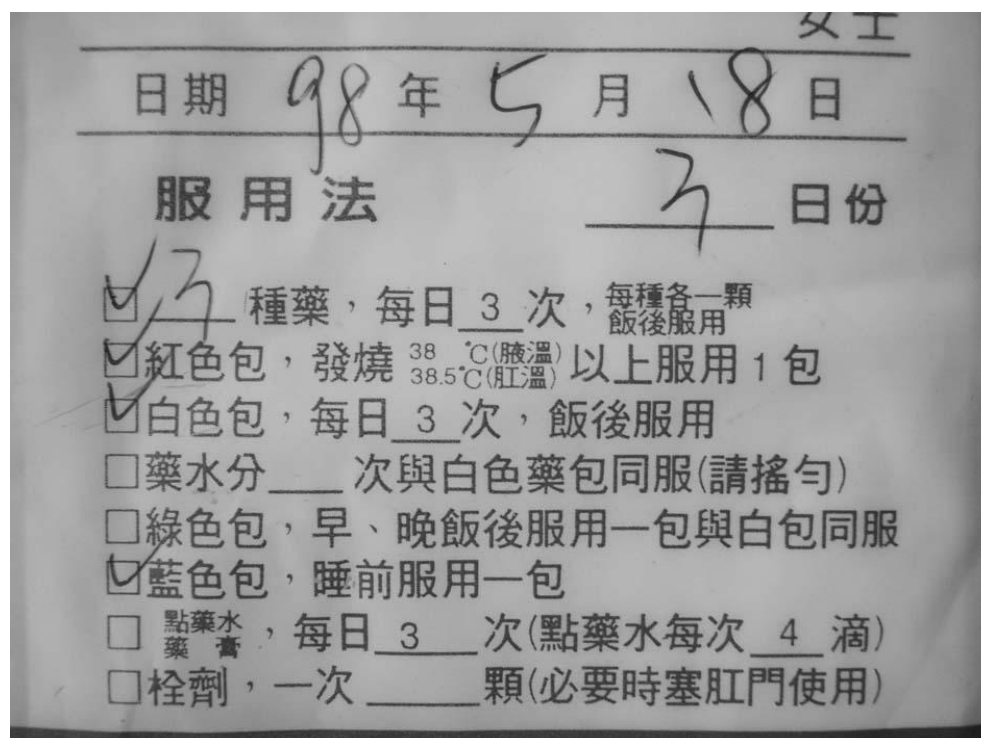 女士
日期 98 年 5 月 18 日
服用法 3 日份
☑ 3 種藥，每日 3 次，每種各一顆 飯後服用
☑紅色包，發燒 38 ℃(腋溫) 38.5℃(肛溫) 以上服用1包
☑白色包，每日 3 次，飯後服用
□藥水分___次與白色藥包同服(請搖勻)
□綠色包，早、晚飯後服用一包與白包同服
☑藍色包，睡前服用一包
□ 點藥水 藥膏，每日 3 次(點藥水每次 4 滴)
□栓劑，一次___顆(必要時塞肛門使用)